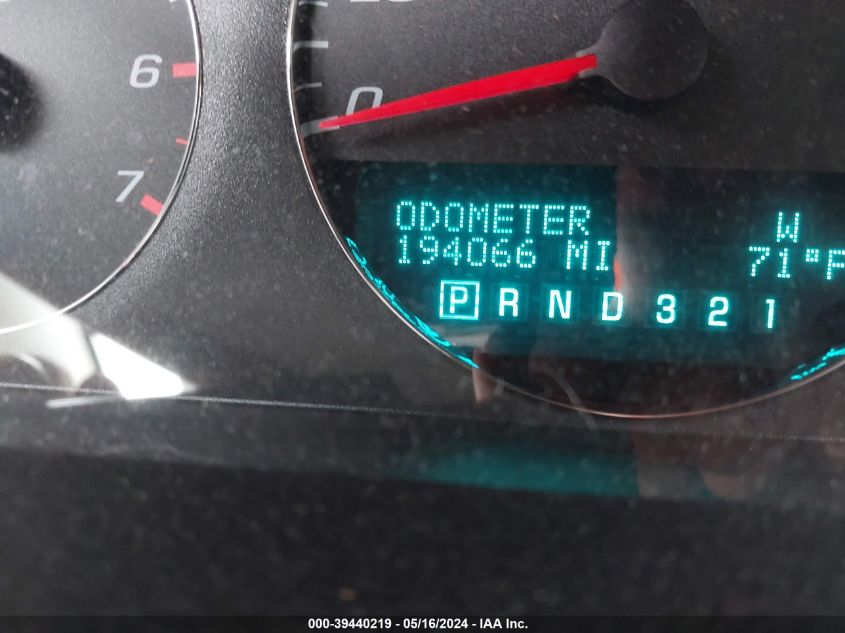 6
7
0
ODOMETER W
194066 MI 71°F
P R N D 3 2 1
000-39440219 - 05/16/2024 - IAA Inc.